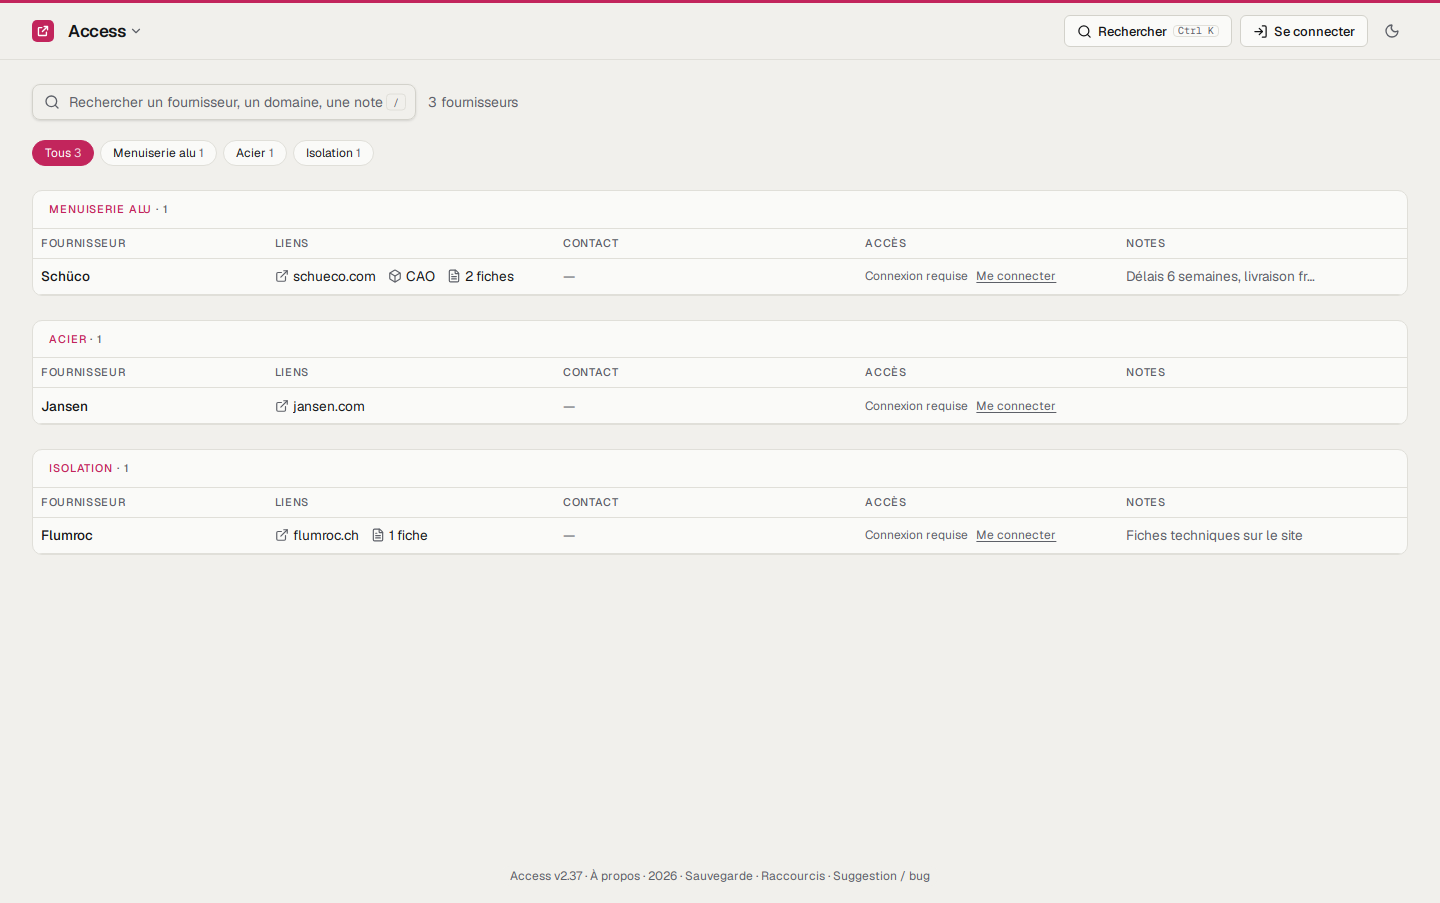 Access
Rechercher Ctrl K
Se connecter
Rechercher un fournisseur, un domaine, une note /
3 fournisseurs
Tous 3
Menuiserie alu 1
Acier 1
Isolation 1
MENUISERIE ALU · 1
FOURNISSEUR LIENS CONTACT ACCÈS NOTES
Schüco schueco.com CAO 2 fiches — Connexion requise Me connecter Délais 6 semaines, livraison fr...
ACIER · 1
FOURNISSEUR LIENS CONTACT ACCÈS NOTES
Jansen jansen.com — Connexion requise Me connecter
ISOLATION · 1
FOURNISSEUR LIENS CONTACT ACCÈS NOTES
Flumroc flumroc.ch 1 fiche — Connexion requise Me connecter Fiches techniques sur le site
Access v2.37 · À propos · 2026 · Sauvegarde · Raccourcis · Suggestion / bug